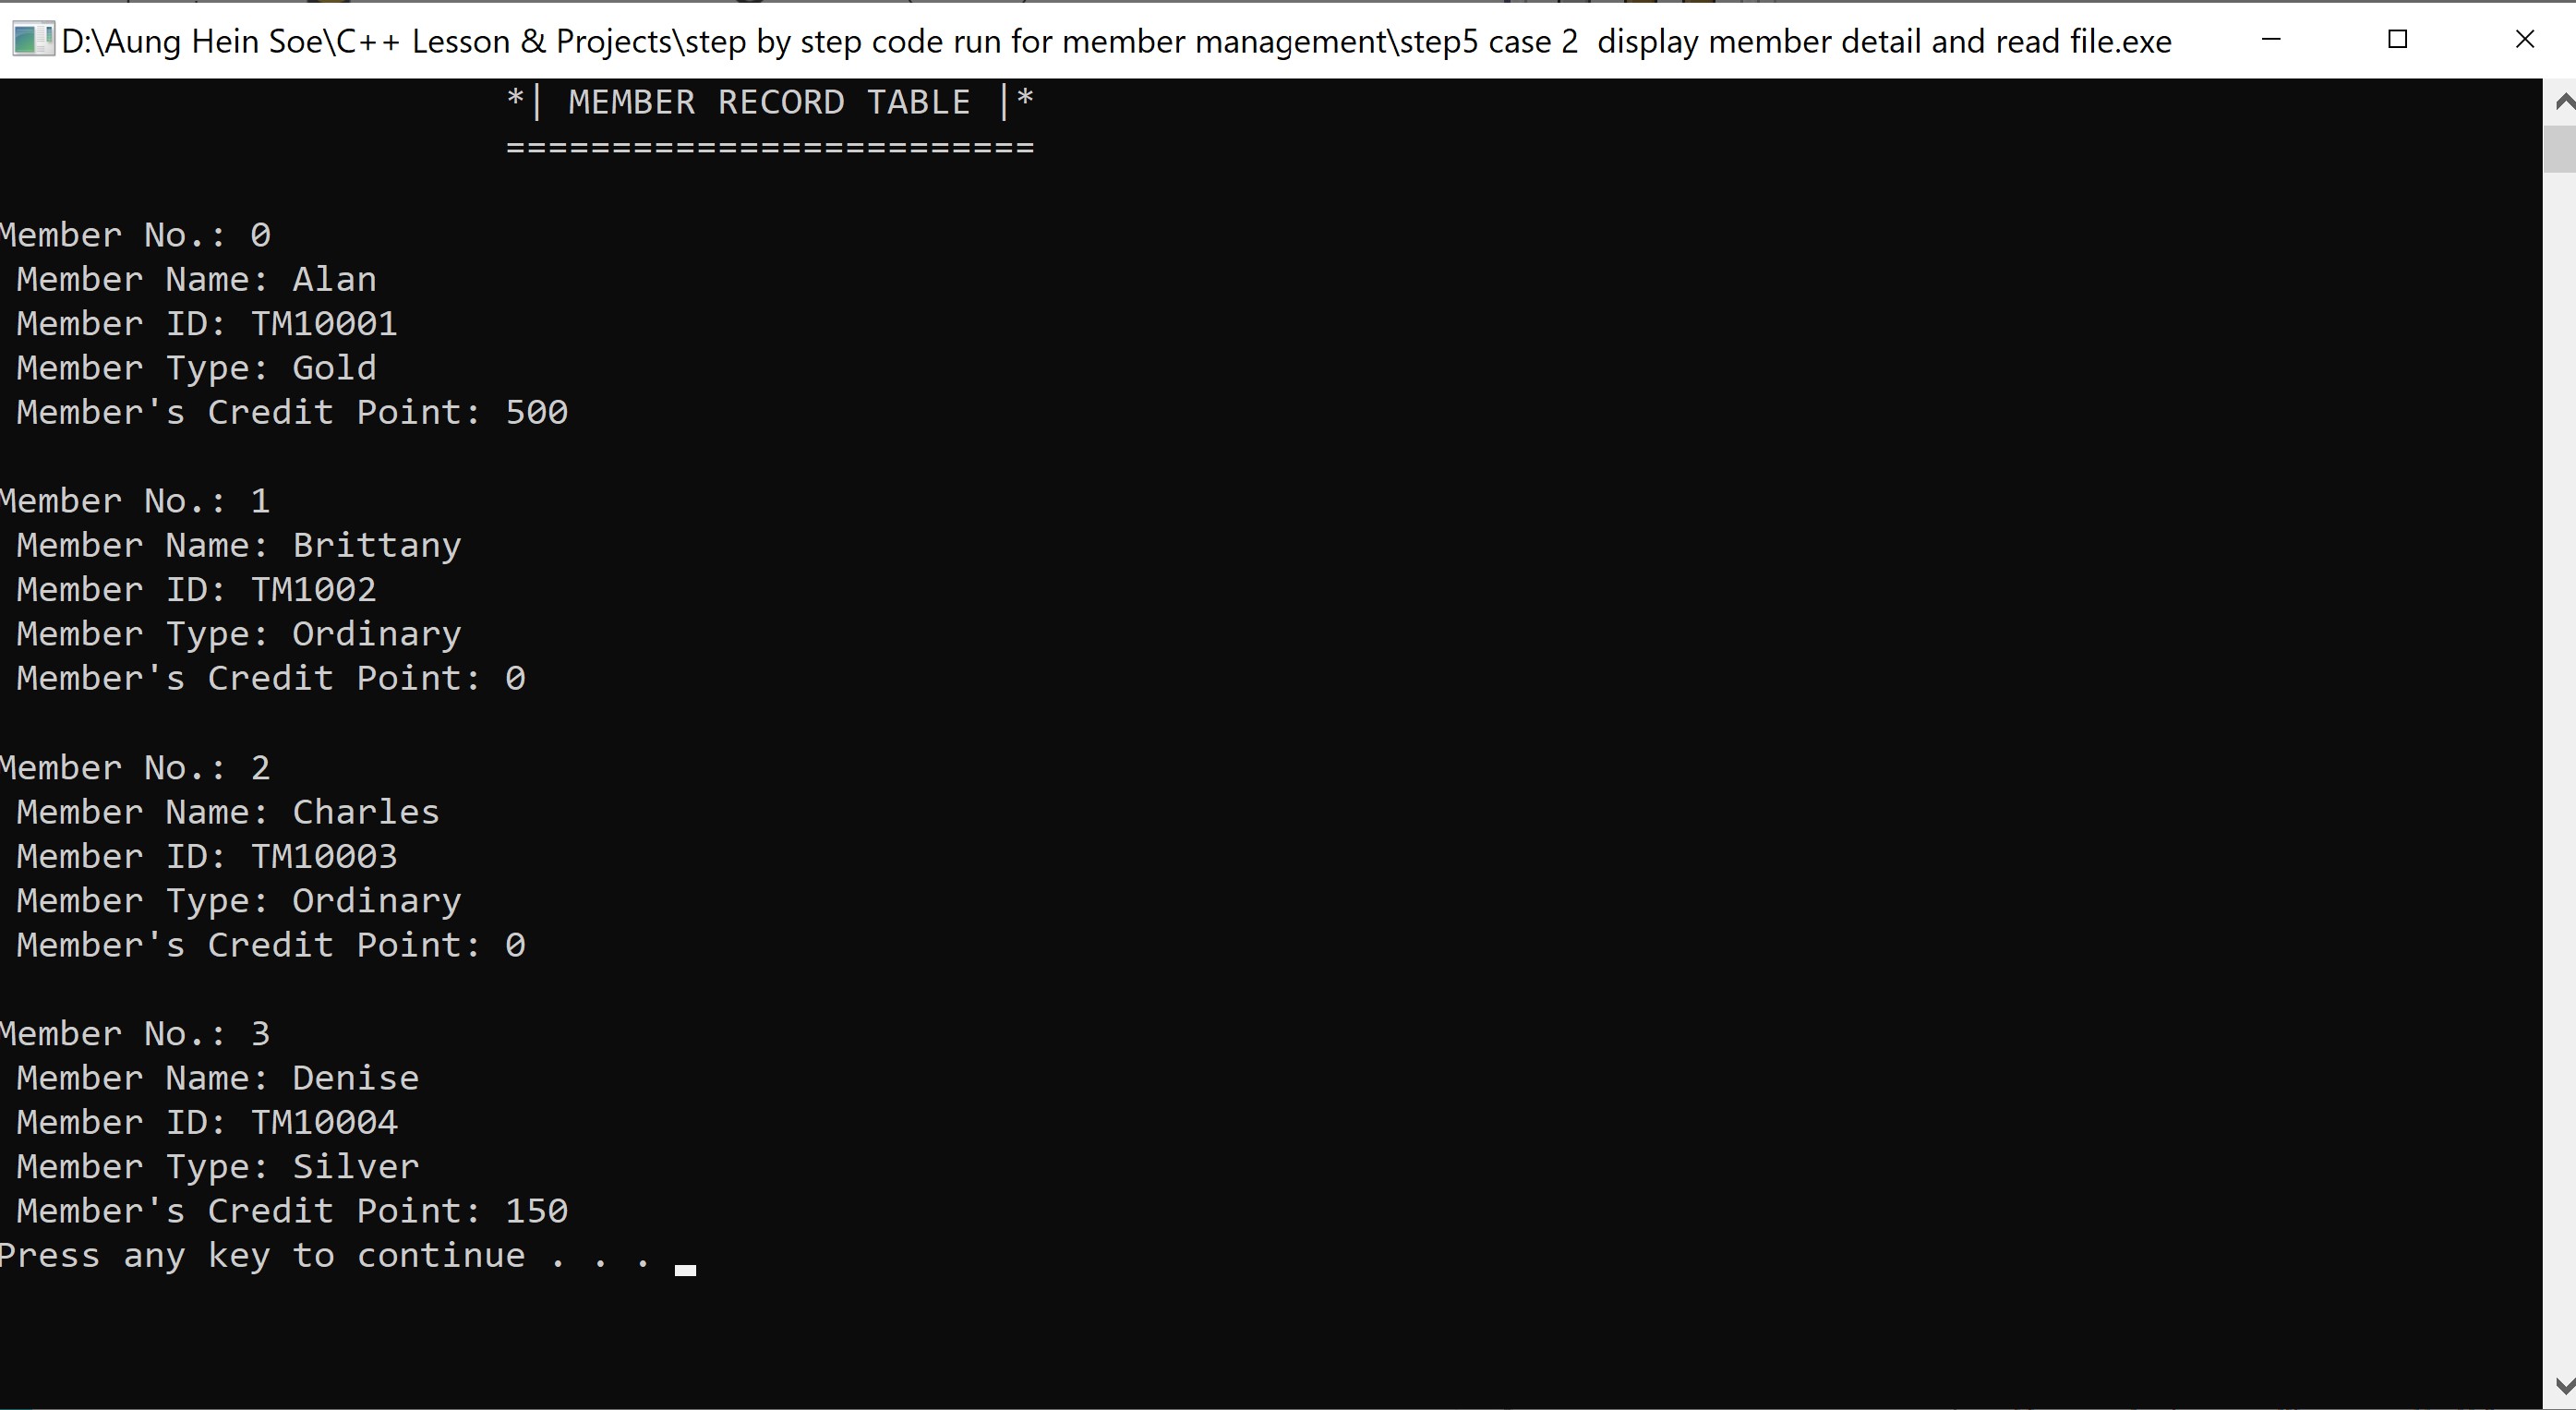 D:\Aung Hein Soe\C++ Lesson & Projects\step by step code run for member management\step5 case 2  display member detail and read file.exe
*| MEMBER RECORD TABLE |*
=========================
Member No.: 0
Member Name: Alan
Member ID: TM10001
Member Type: Gold
Member's Credit Point: 500
Member No.: 1
Member Name: Brittany
Member ID: TM1002
Member Type: Ordinary
Member's Credit Point: 0
Member No.: 2
Member Name: Charles
Member ID: TM10003
Member Type: Ordinary
Member's Credit Point: 0
Member No.: 3
Member Name: Denise
Member ID: TM10004
Member Type: Silver
Member's Credit Point: 150
Press any key to continue . . .